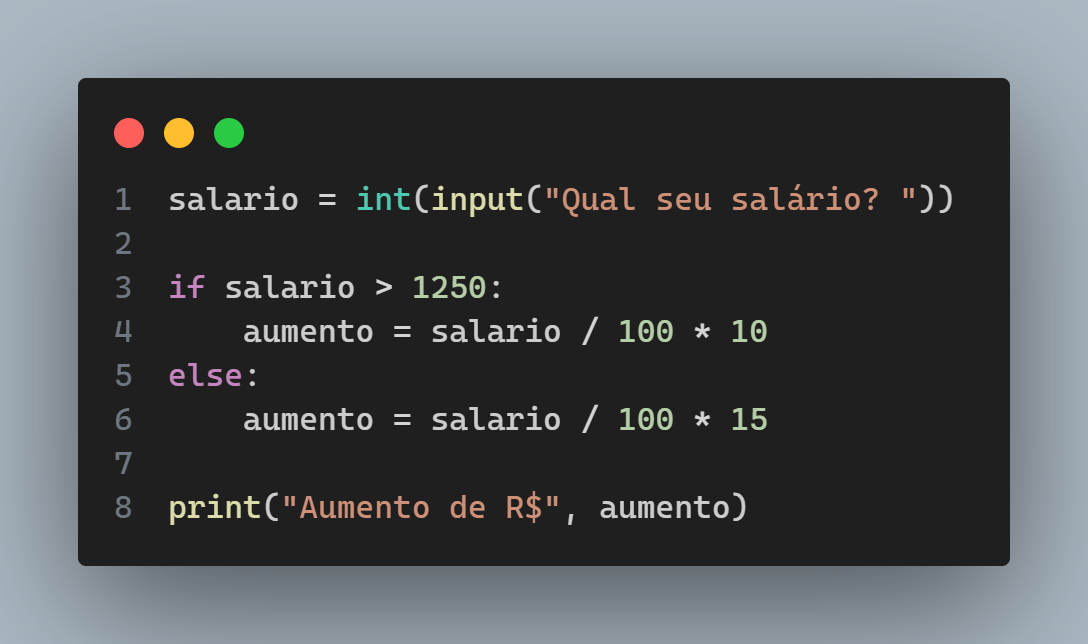 1 salario = int(input("Qual seu salário? "))
2
3 if salario > 1250:
4     aumento = salario / 100 * 10
5 else:
6     aumento = salario / 100 * 15
7
8 print("Aumento de R$", aumento)